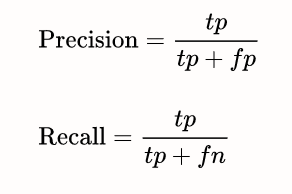 Precision = tp / (tp + fp)
Recall = tp / (tp + fn)